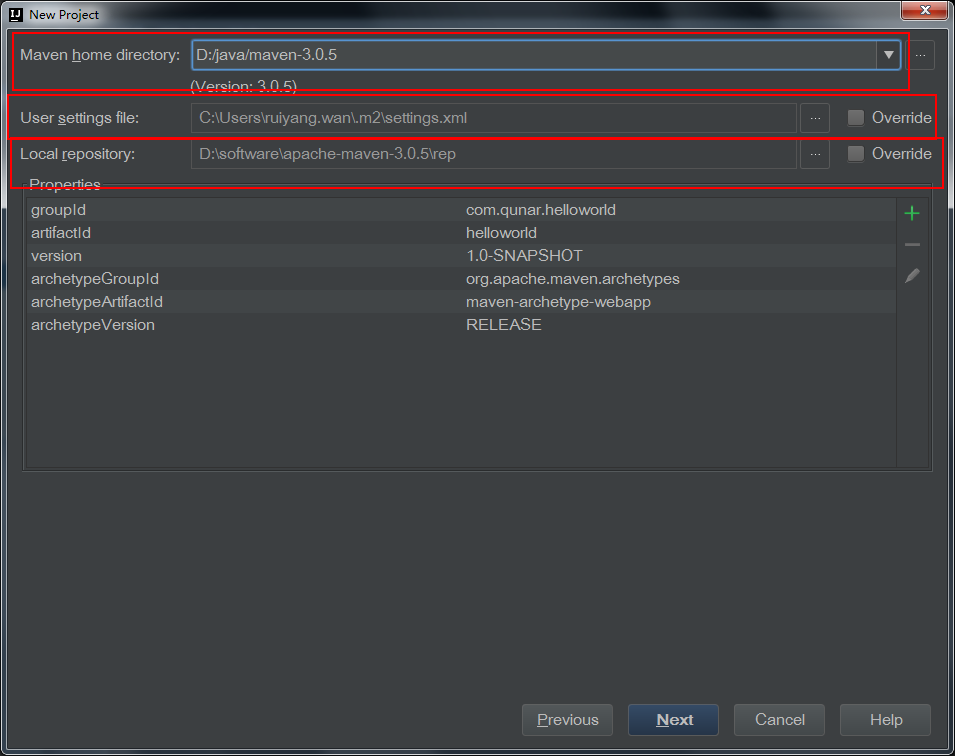 New Project
Maven home directory: D:/java/maven-3.0.5 ...
(Version: 3.0.5)
User settings file: C:\Users\ruiyang.wan\.m2\settings.xml ... Override
Local repository: D:\software\apache-maven-3.0.5\rep ... Override
Properties
groupId com.qunar.helloworld
artifactId helloworld
version 1.0-SNAPSHOT
archetypeGroupId org.apache.maven.archetypes
archetypeArtifactId maven-archetype-webapp
archetypeVersion RELEASE
Previous Next Cancel Help